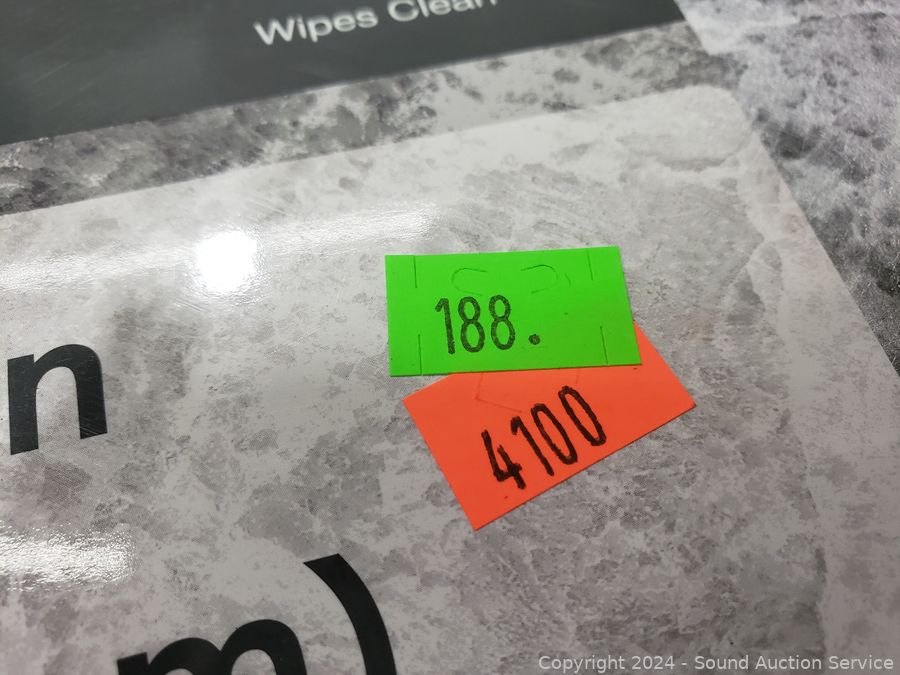 Wipes Clean
n
188.
4100
m)
Copyright 2024 - Sound Auction Service